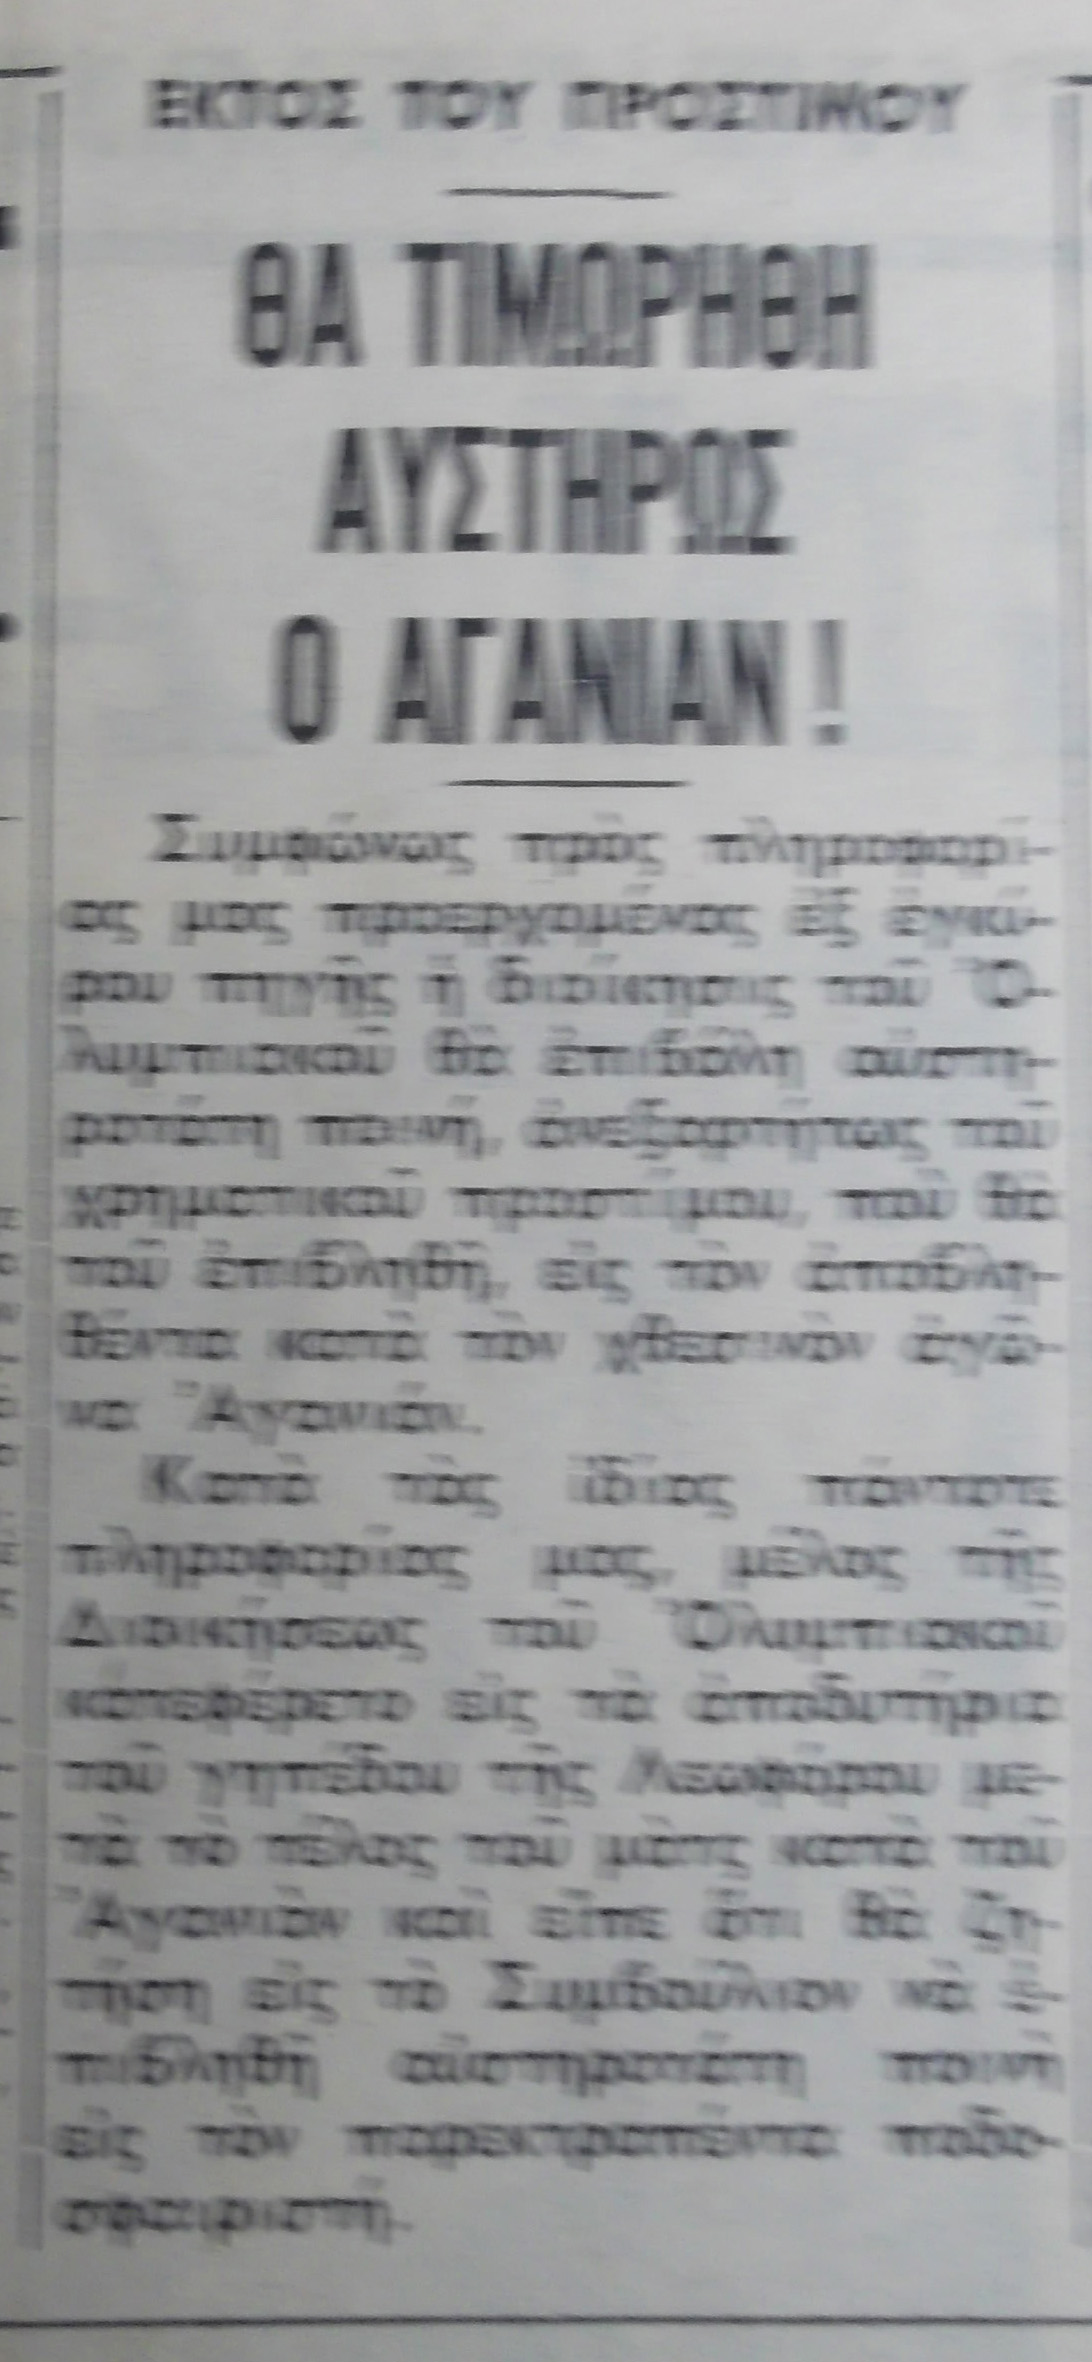 ΕΚΤΟΣ ΤΟΥ ΠΡΟΣΤΙΜΟΥ
ΘΑ ΤΙΜΩΡΗΘΗ
ΑΥΣΤΗΡΩΣ
Ο ΑΓΑΝΙΑΝ!
Συμφώνως πρὸς πληροφορί-
ας μας προερχομένας ἐξ ἐγκύ-
ρου πηγῆς ἡ διοίκησις τοῦ Ὀ-
λυμπιακοῦ θὰ ἐπιβάλη αὐστη-
ροτάτη ποινή, ἀνεξαρτήτως τοῦ
χρηματικοῦ προστίμου, ποὺ θὰ
τοῦ ἐπιβληθῆ, εἰς τὸν ἀποβλη-
θέντα κατὰ τὸν χθεσινὸν ἀγῶ-
να Ἀγανιάν.
Κατὰ τὰς ἰδίας πάντοτε
πληροφορίας μας, μέλος τῆς
Διοικήσεως τοῦ Ὀλυμπιακοῦ
κατεφέρετο εἰς τὰ ἀποδυτήρια
τοῦ γηπέδου τῆς Λεωφόρου με-
τὰ τὸ τέλος τοῦ μὰτς κατὰ τοῦ
Ἀγανιὰν καὶ εἶπε ὅτι θὰ ζη-
τήση εἰς τὸ Συμβούλιον νὰ ἐ-
πιβληθῆ αὐστηροτάτη ποινὴ
εἰς τὸν παρεκτραπέντα ποδο-
σφαιριστή.